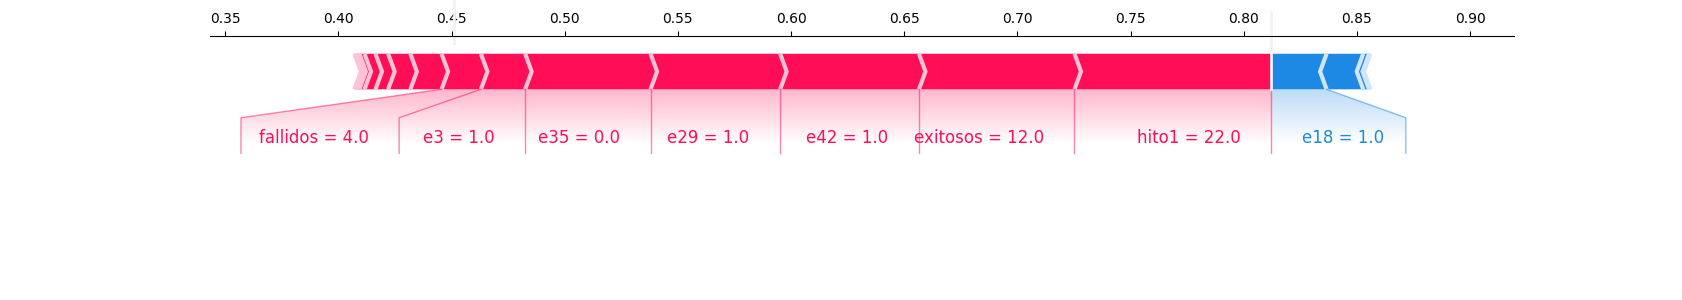 0.35 0.40 0.45 0.50 0.55 0.60 0.65 0.70 0.75 0.80 0.85 0.90
fallidos = 4.0 e3 = 1.0 e35 = 0.0 e29 = 1.0 e42 = 1.0 exitosos = 12.0 hito1 = 22.0 e18 = 1.0